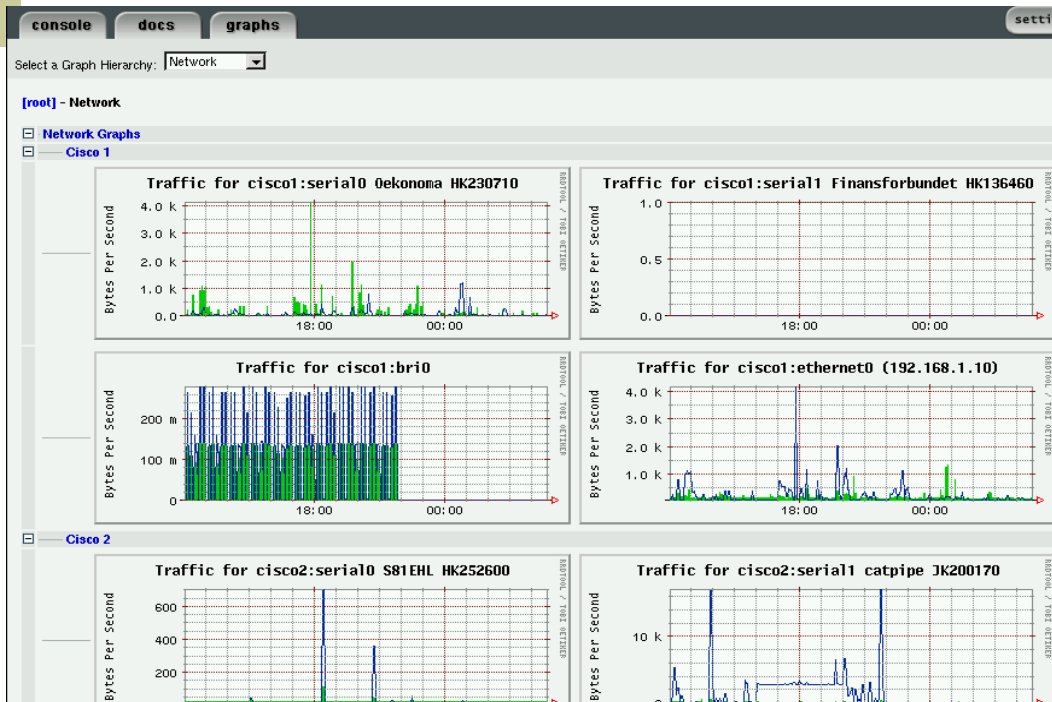 console docs graphs setti
Select a Graph Hierarchy: Network
[root] - Network
Network Graphs
Cisco 1
Traffic for cisco1:serial0 Oekonoma HK230710
Bytes Per Second
4.0 k
3.0 k
2.0 k
1.0 k
0.0
18:00 00:00
RRDTOOL / TOBI OETIKER
Traffic for cisco1:serial1 Finansforbundet HK136460
Bytes Per Second
1.0
0.5
0.0
18:00 00:00
RRDTOOL / TOBI OETIKER
Traffic for cisco1:bri0
Bytes Per Second
200 m
100 m
0
18:00 00:00
RRDTOOL / TOBI OETIKER
Traffic for cisco1:ethernet0 (192.168.1.10)
Bytes Per Second
4.0 k
3.0 k
2.0 k
1.0 k
18:00 00:00
RRDTOOL / TOBI OETIKER
Cisco 2
Traffic for cisco2:serial0 S81EHL HK252600
Bytes Per Second
600
400
200
RRDTOOL / TOBI OETIKER
Traffic for cisco2:serial1 catpipe JK200170
Bytes Per Second
10 k
RRDTOOL / TOBI OETIKER